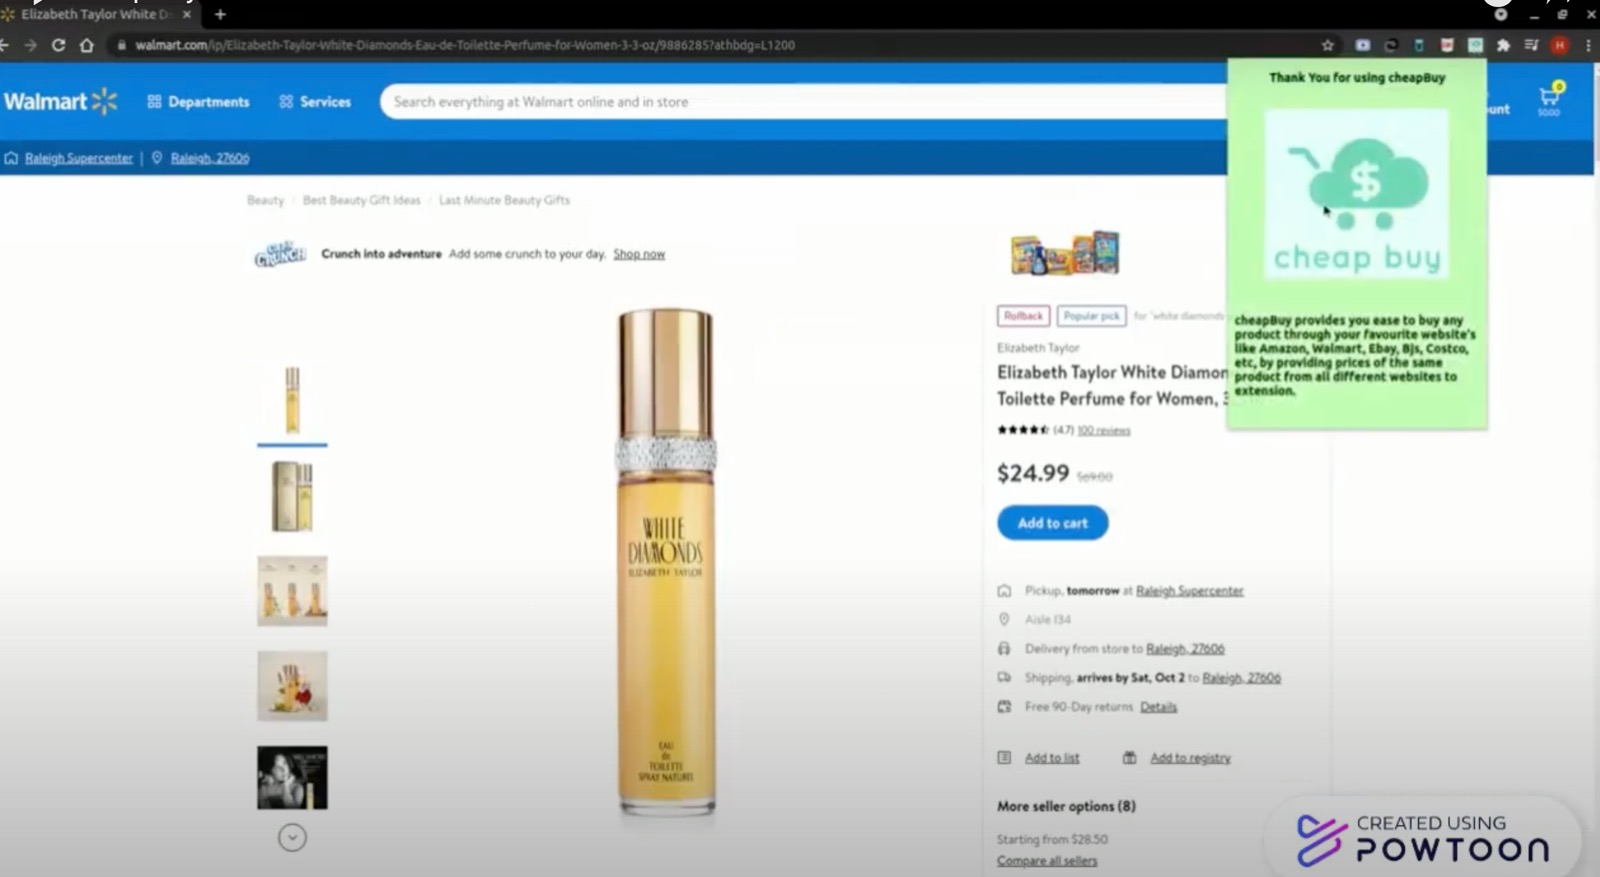 Elizabeth Taylor White D
walmart.com/ip/Elizabeth-Taylor-White-Diamonds-Eau-de-Toilette-Perfume-for-Women-3-3-oz/9886285?athbdg=L1200
Walmart
Departments
Services
Search everything at Walmart online and in store
ount
0
$0.00
Raleigh Supercenter
Raleigh, 27606
Thank You for using cheapBuy
$
cheap buy
cheapBuy provides you ease to buy any
product through your favourite website's
like Amazon, Walmart, Ebay, Bjs, Costco,
etc, by providing prices of the same
product from all different websites to
extension.
Beauty / Best Beauty Gift Ideas / Last Minute Beauty Gifts
CRUNCH
Crunch into adventure Add some crunch to your day. Shop now
Rollback
Popular pick
for "white diamonds
Elizabeth Taylor
Elizabeth Taylor White Diamon
Toilette Perfume for Women, 3
(4.7) 100 reviews
$24.99 $69.00
Add to cart
WHITE
DIAMONDS
ELIZABETH TAYLOR
EAU
de
TOILETTE
SPRAY NATUREL
Pickup, tomorrow at Raleigh Supercenter
Aisle I34
Delivery from store to Raleigh, 27606
Shipping, arrives by Sat, Oct 2 to Raleigh, 27606
Free 90-Day returns Details
Add to list
Add to registry
More seller options (8)
Starting from $28.50
Compare all sellers
CREATED USING
POWTOON